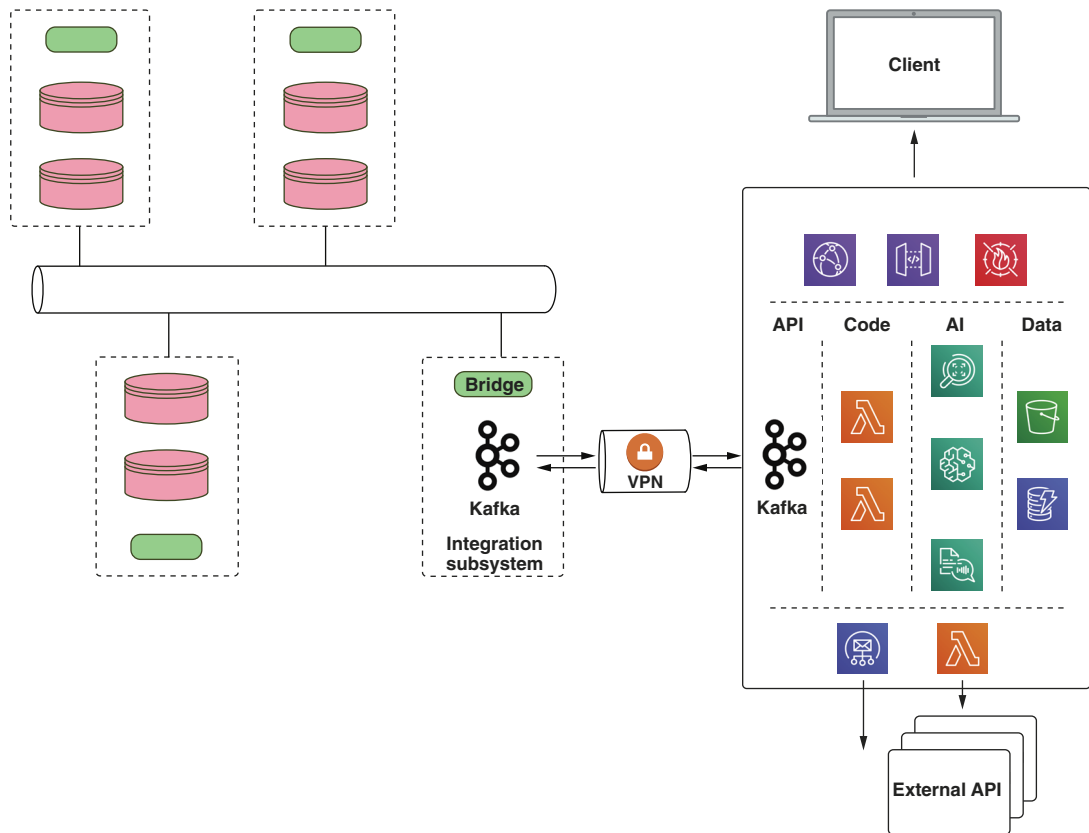 Client
API
Code
AI
Data
Bridge
VPN
Kafka
Kafka
Integration
subsystem
External API